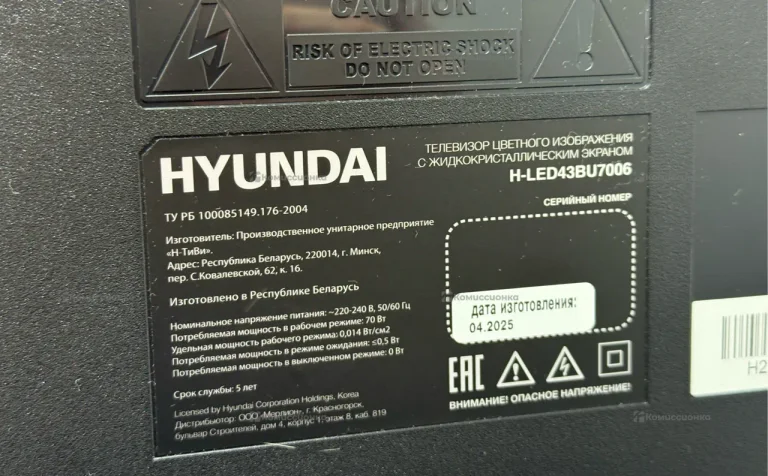 CAUTION
RISK OF ELECTRIC SHOCK
DO NOT OPEN
HYUNDAI
ТЕЛЕВИЗОР ЦВЕТНОГО ИЗОБРАЖЕНИЯ
С ЖИДКОКРИСТАЛЛИЧЕСКИМ ЭКРАНОМ
H-LED43BU7006
ТУ РБ 100085149.176-2004
Изготовитель: Производственное унитарное предприятие
«Н-ТиВи».
Адрес: Республика Беларусь, 220014, г. Минск,
пер. С.Ковалевской, 62, к. 16.
Изготовлено в Республике Беларусь
Номинальное напряжение питания: ~220-240 В, 50/60 Гц
Потребляемая мощность в рабочем режиме: 70 Вт
Удельная мощность рабочего режима: 0,014 Вт/см2
Потребляемая мощность в режиме ожидания: ≤0,5 Вт
Потребляемая мощность в выключенном режиме: 0 Вт
Срок службы: 5 лет
Licensed by Hyundai Corporation Holdings, Korea
Дистрибьютор: ООО «Мэрлион», г. Красногорск,
бульвар Строителей, дом 4, корпус 1, этаж 8, каб. 819
СЕРИЙНЫЙ НОМЕР
дата изготовления:
04.2025
EAC
ВНИМАНИЕ! ОПАСНОЕ НАПРЯЖЕНИЕ!
H2
Комиссионка
Комиссионка
Комиссионка
Комиссионка
Комиссионка